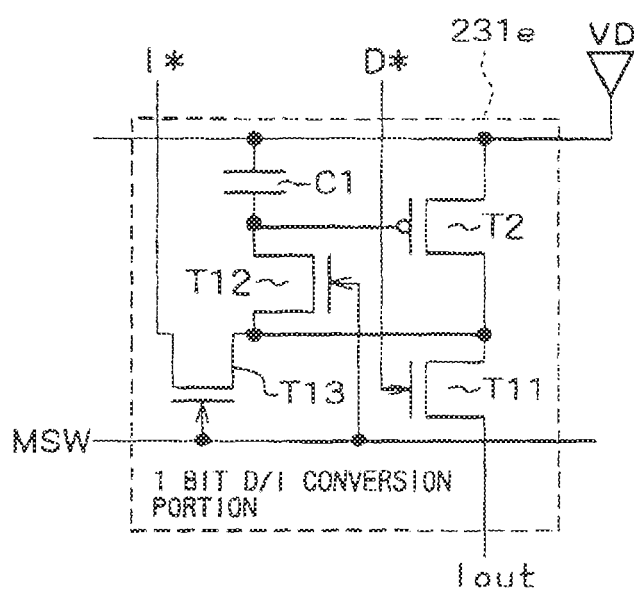 231e
VD
I*
D*
C1
T2
T12
T13
T11
MSW
1 BIT D/I CONVERSION
PORTION
Iout